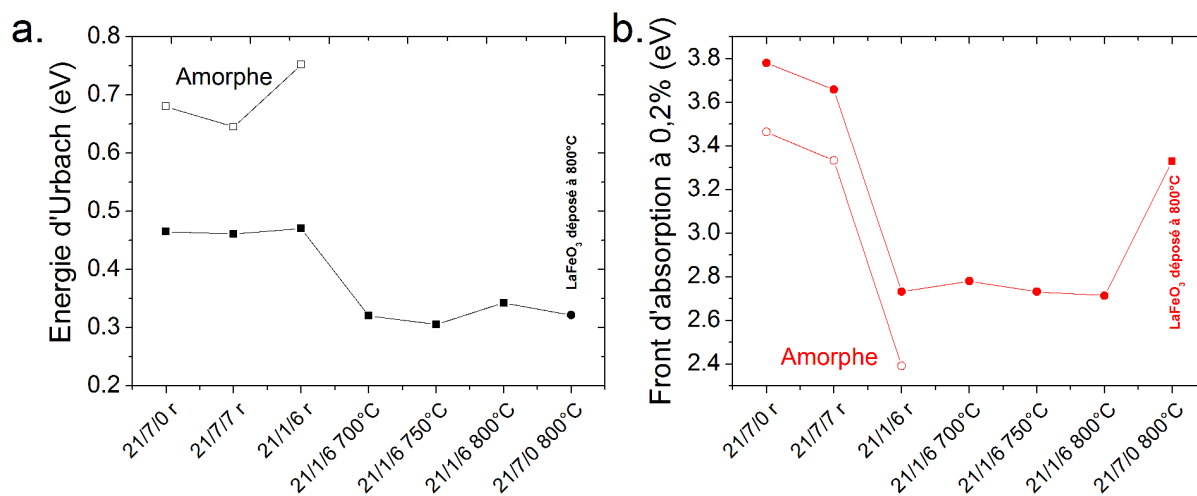 a.
Energie d'Urbach (eV)
0.8
0.7
0.6
0.5
0.4
0.3
0.2
Amorphe
LaFeO3 déposé à 800°C
21/7/0 r
21/7/7 r
21/1/6 r
21/1/6 700°C
21/1/6 750°C
21/1/6 800°C
21/7/0 800°C
b.
Front d'absorption à 0,2% (eV)
3.8
3.6
3.4
3.2
3.0
2.8
2.6
2.4
Amorphe
LaFeO3 déposé à 800°C
21/7/0 r
21/7/7 r
21/1/6 r
21/1/6 700°C
21/1/6 750°C
21/1/6 800°C
21/7/0 800°C